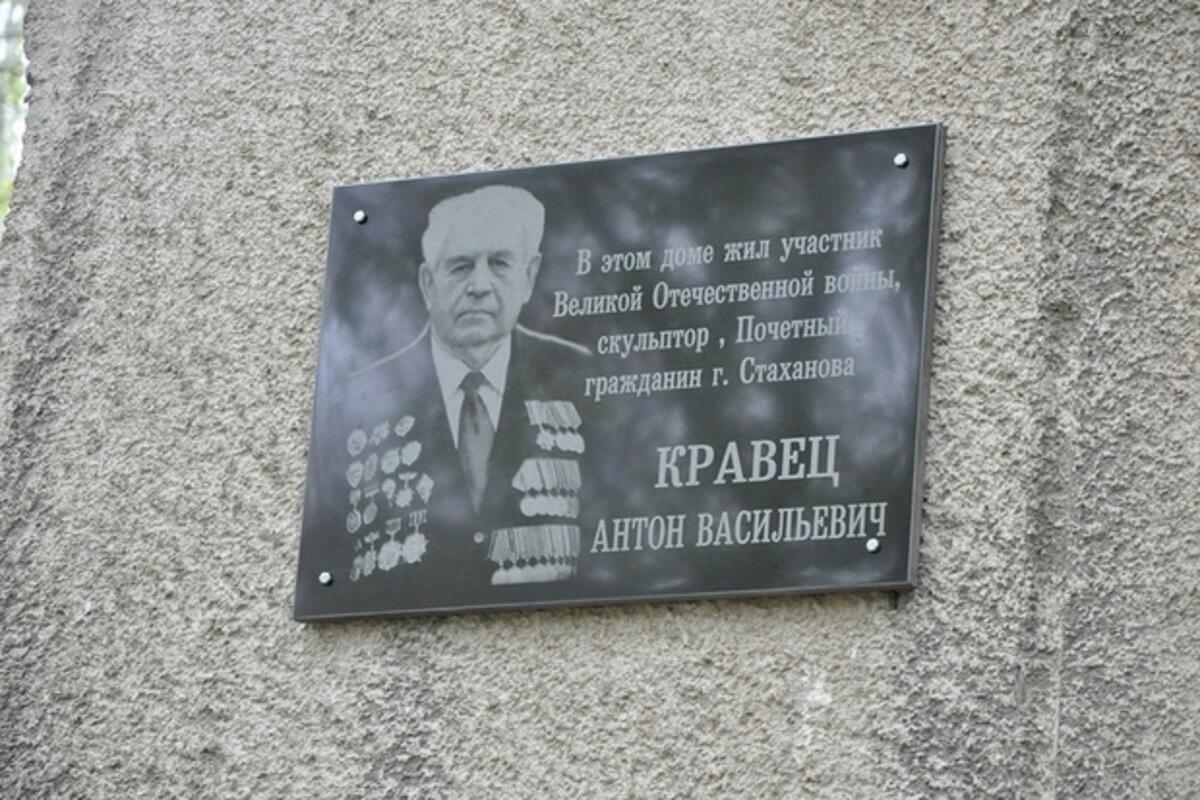 В этом доме жил участник
Великой Отечественной войны,
скульптор , Почетный
гражданин г. Стаханова
КРАВЕЦ
АНТОН ВАСИЛЬЕВИЧ